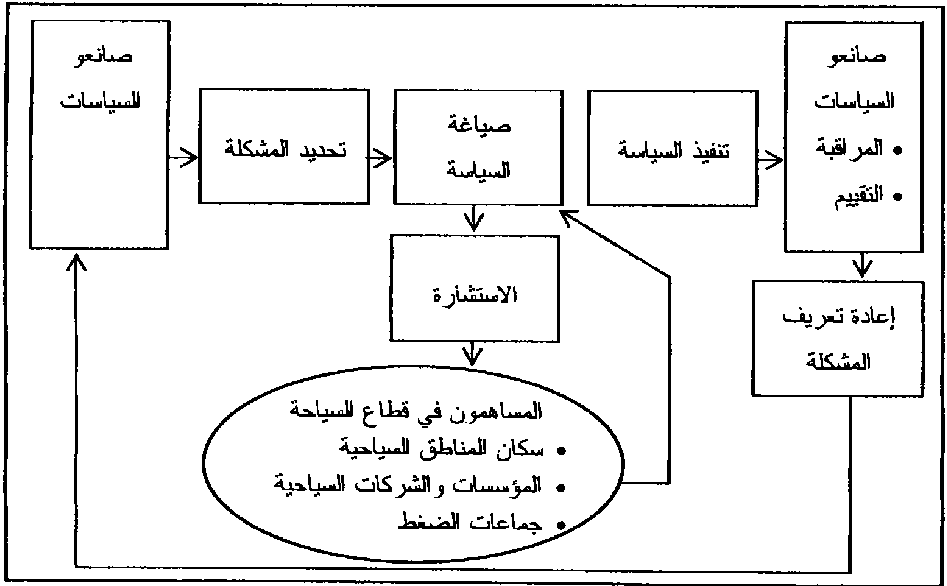 صانعو
السياسات
تحديد المشكلة
صياغة
السياسة
تنفيذ السياسة
صانعو
السياسات
• المراقبة
• التقييم
الاستشارة
إعادة تعريف
المشكلة
المساهمون في قطاع السياحة
• سكان المناطق السياحية
• المؤسسات والشركات السياحية
• جماعات الضغط